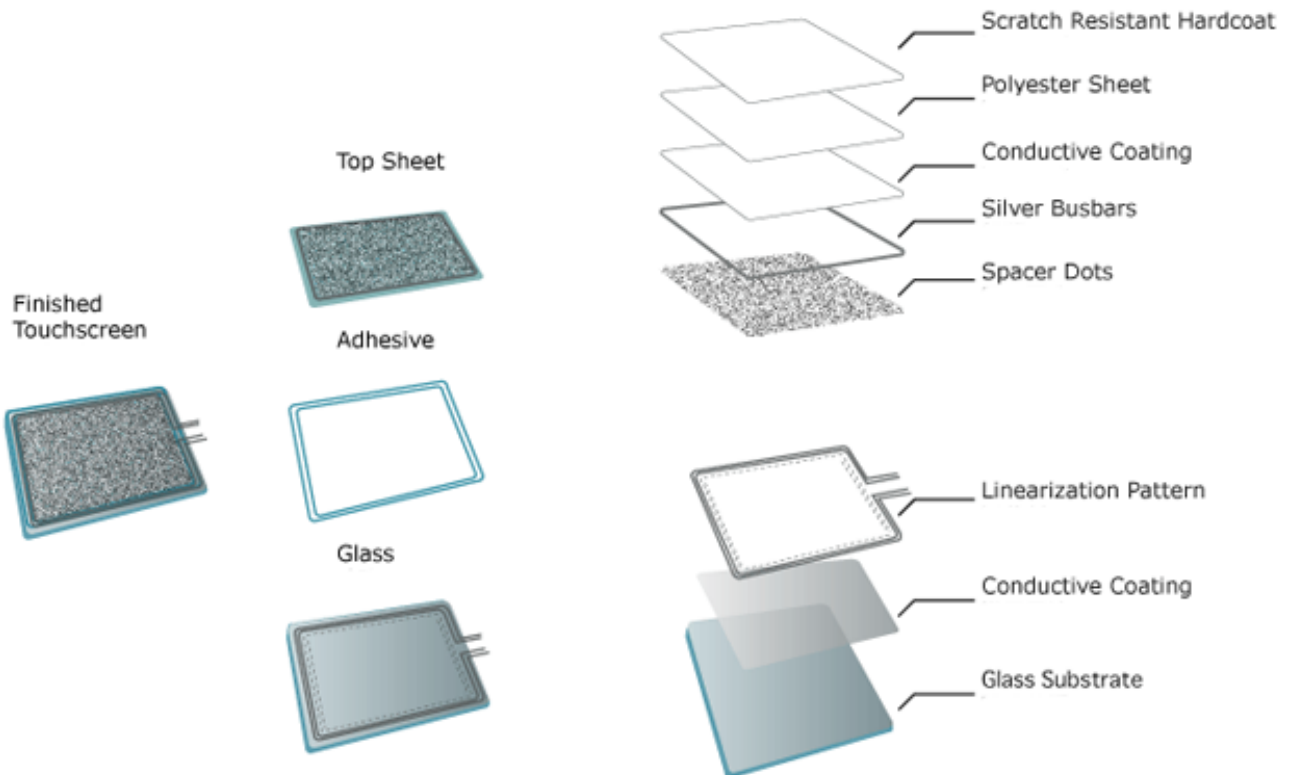 Finished
Touchscreen
Top Sheet
Adhesive
Glass
Scratch Resistant Hardcoat
Polyester Sheet
Conductive Coating
Silver Busbars
Spacer Dots
Linearization Pattern
Conductive Coating
Glass Substrate